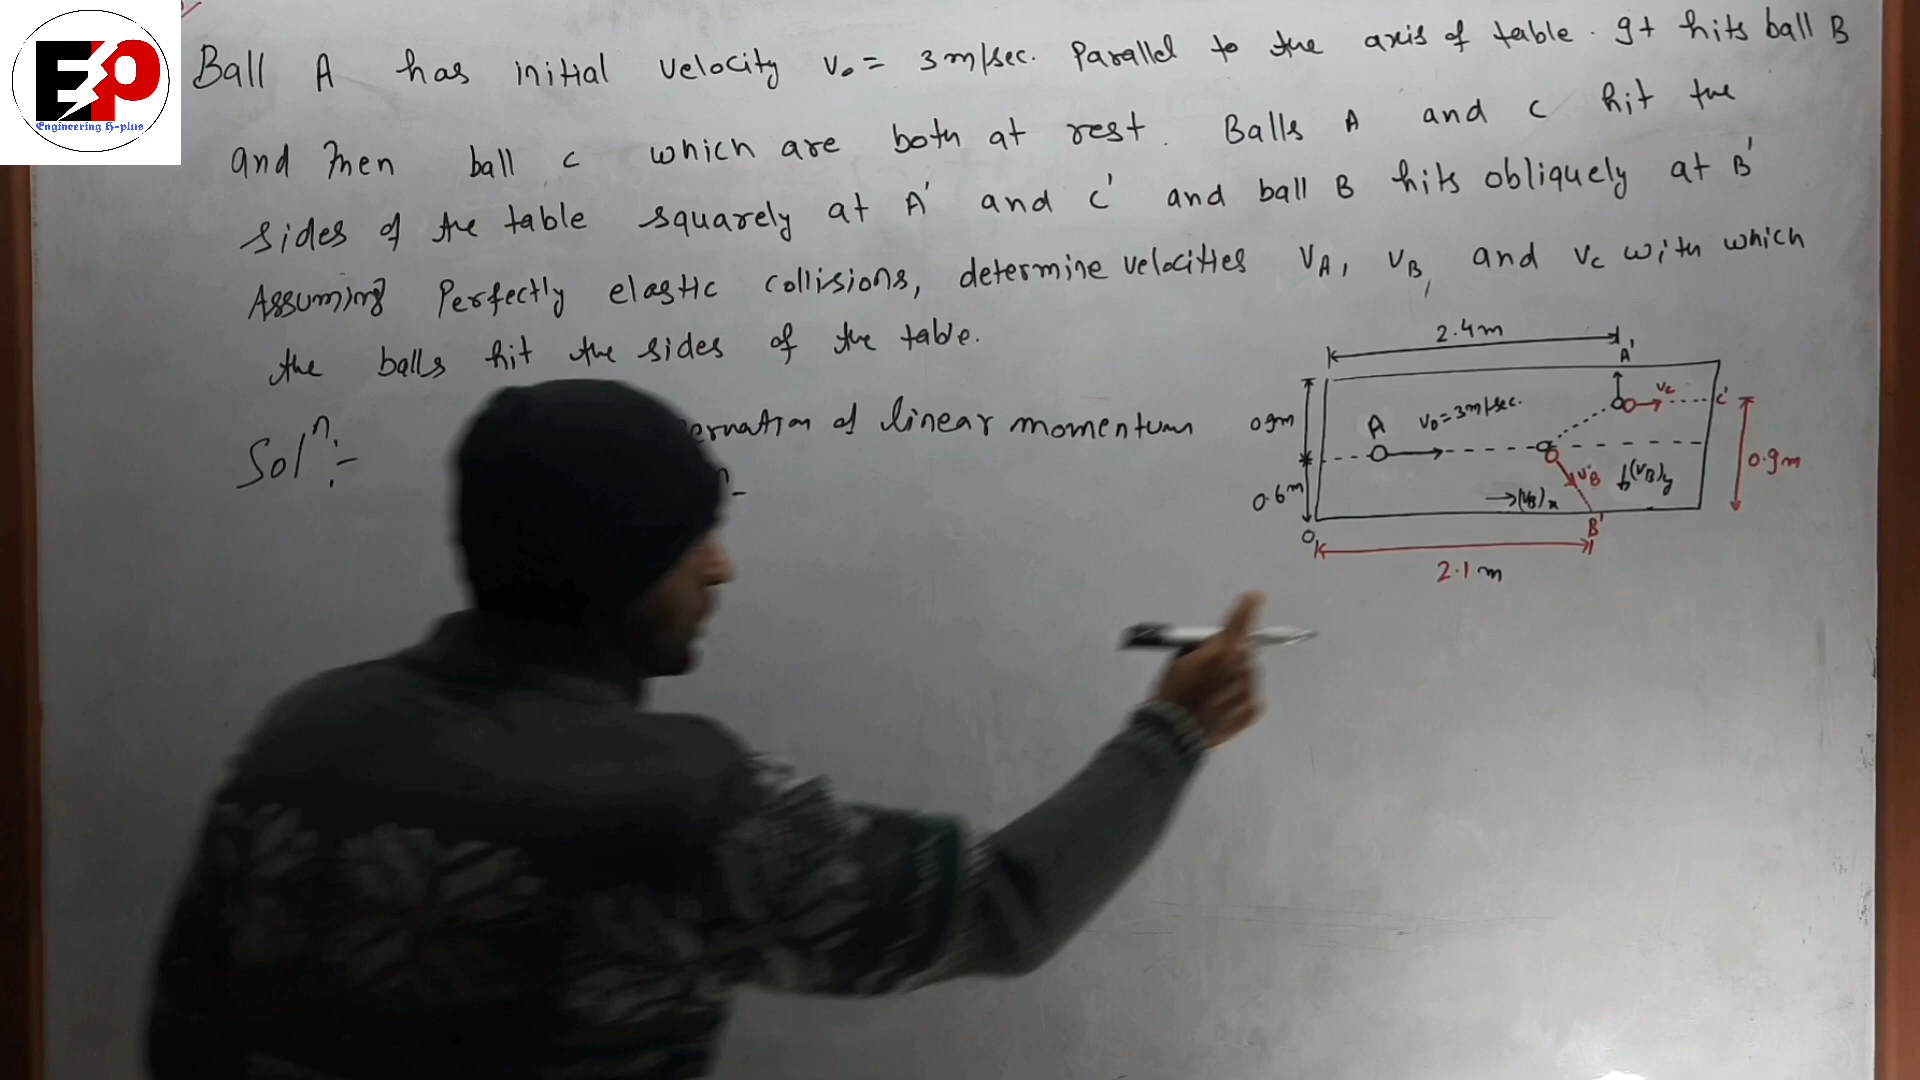 EP
Engineering H-plus
Ball A has initial velocity v₀ = 3 m/sec. Parallel to the axis of table. It hits ball B
and then ball C which are both at rest. Balls A and C hit the
sides of the table squarely at A' and C' and ball B hits obliquely at B'
Assuming Perfectly elastic collisions, determine velocities VA, VB, and VC with which
the balls hit the sides of the table.
Solⁿ:-
of linear momentum
2.4m
A'
0.9m
A
V₀=3m/sec.
Vc
C'
0.9m
0.6m
VB
(VB)y
→(VB)x
O
B'
2.1 m